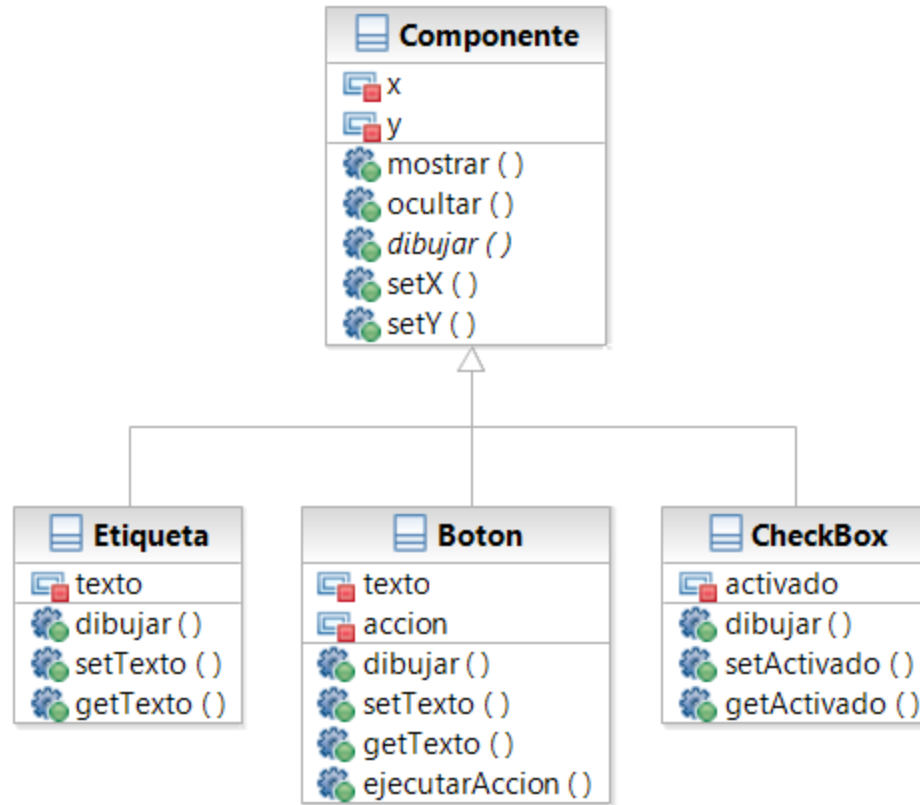 Componente
x
y
mostrar ( )
ocultar ( )
dibujar ( )
setX ( )
setY ( )
Etiqueta
texto
dibujar ( )
setTexto ( )
getTexto ( )
Boton
texto
accion
dibujar ( )
setTexto ( )
getTexto ( )
ejecutarAccion ( )
CheckBox
activado
dibujar ( )
setActivado ( )
getActivado ( )